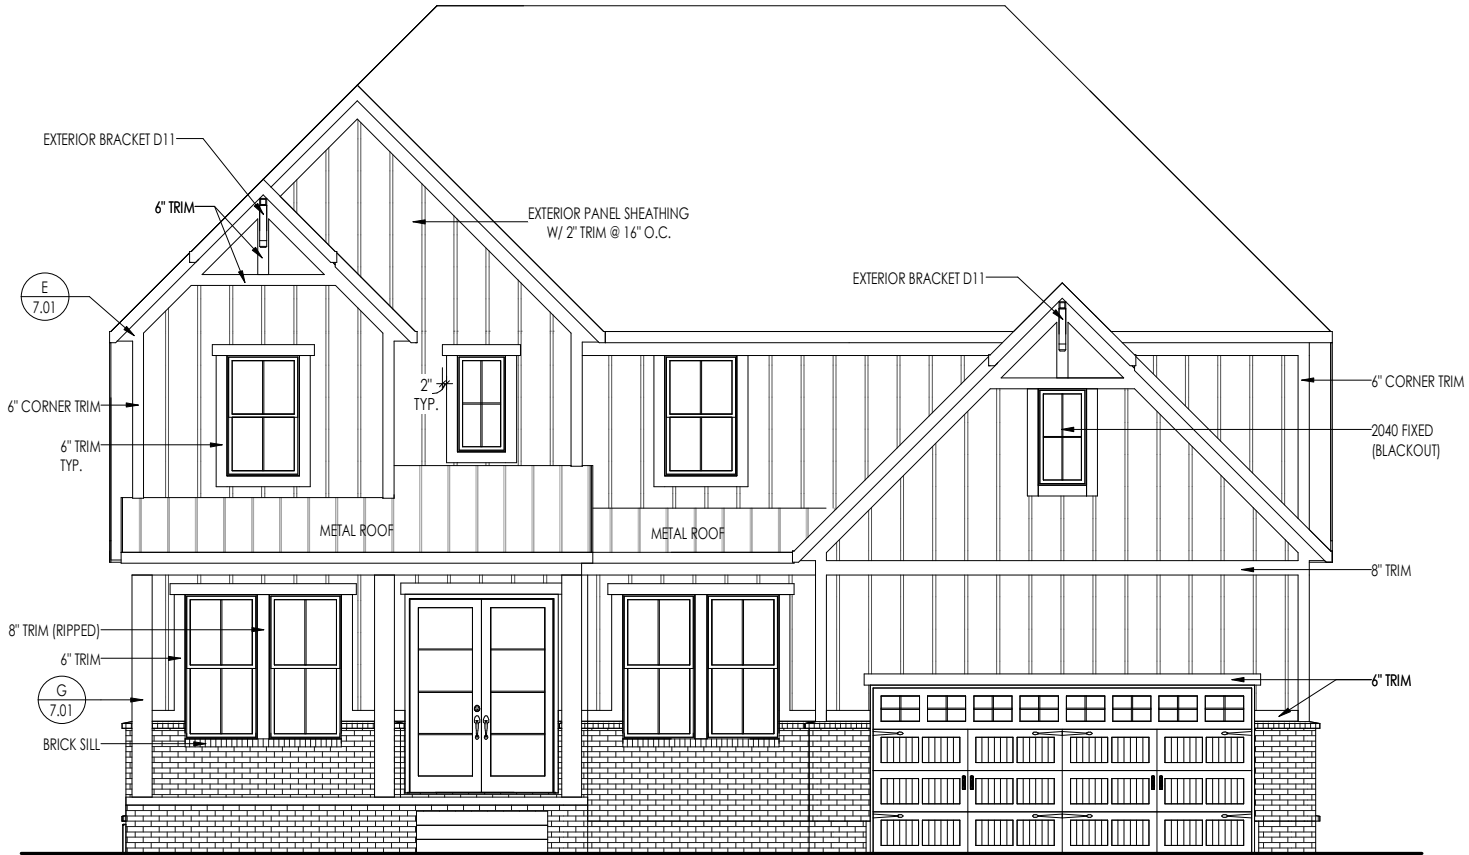 EXTERIOR BRACKET D11
6" TRIM
EXTERIOR PANEL SHEATHING
W/ 2" TRIM @ 16" O.C.
E
7.01
EXTERIOR BRACKET D11
2"
TYP.
6" CORNER TRIM
6" CORNER TRIM
6" TRIM
TYP.
2040 FIXED
(BLACKOUT)
METAL ROOF
METAL ROOF
8" TRIM
8" TRIM (RIPPED)
6" TRIM
6" TRIM
G
7.01
BRICK SILL